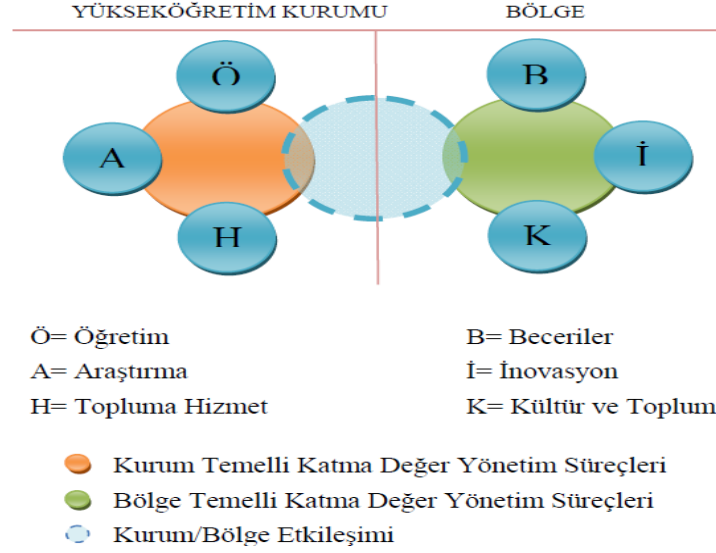 YÜKSEKÖĞRETİM KURUMU BÖLGE
Ö B
A İ
H K
Ö= Öğretim B= Beceriler
A= Araştırma İ= İnovasyon
H= Topluma Hizmet K= Kültür ve Toplum
Kurum Temelli Katma Değer Yönetim Süreçleri
Bölge Temelli Katma Değer Yönetim Süreçleri
Kurum/Bölge Etkileşimi